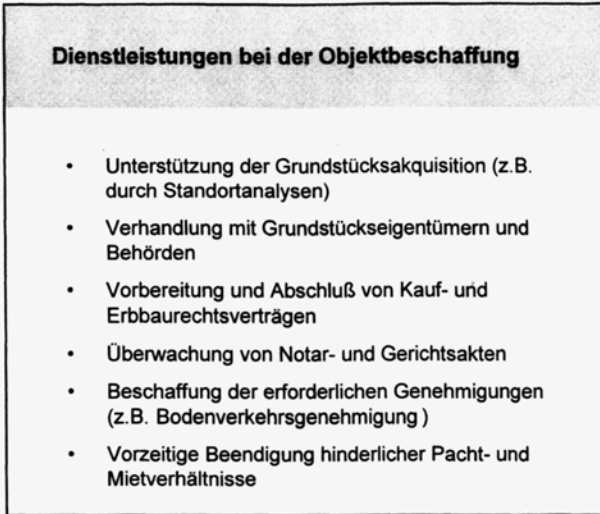 Dienstleistungen bei der Objektbeschaffung
• Unterstützung der Grundstücksakquisition (z.B.
durch Standortanalysen)
• Verhandlung mit Grundstückseigentümern und
Behörden
• Vorbereitung und Abschluß von Kauf- und
Erbbaurechtsverträgen
• Überwachung von Notar- und Gerichtsakten
• Beschaffung der erforderlichen Genehmigungen
(z.B. Bodenverkehrsgenehmigung )
• Vorzeitige Beendigung hinderlicher Pacht- und
Mietverhältnisse